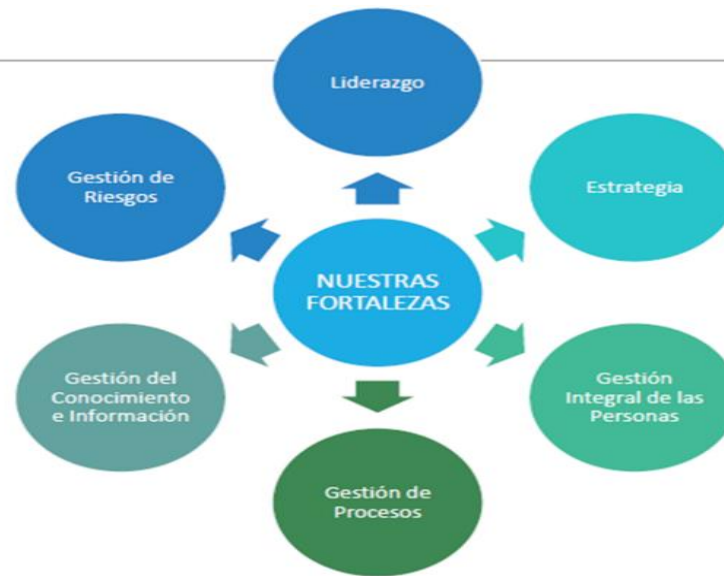 Liderazgo
Gestión de
Riesgos
Estrategia
NUESTRAS
FORTALEZAS
Gestión del
Conocimiento
e Información
Gestión
Integral de las
Personas
Gestión de
Procesos